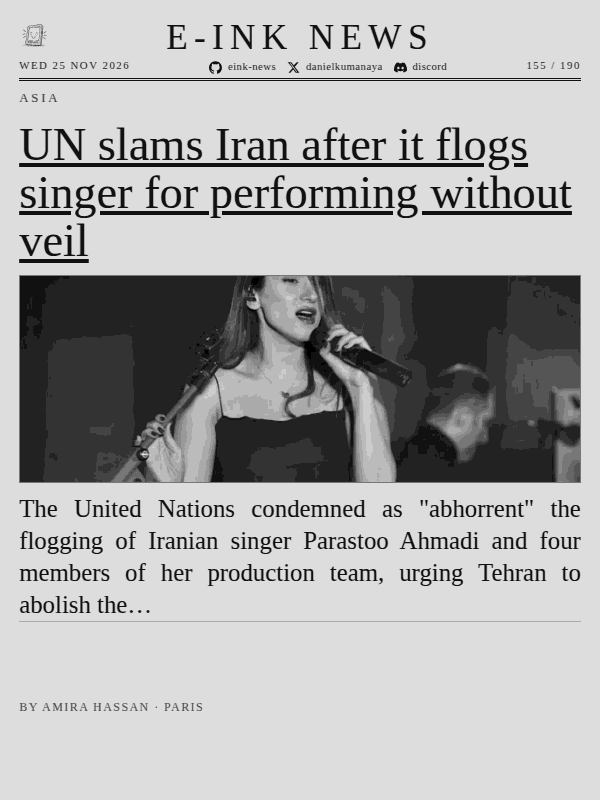 E-INK NEWS
WED 25 NOV 2026
eink-news danielkumanaya discord
155 / 190
ASIA
UN slams Iran after it flogs
singer for performing without
veil
The United Nations condemned as "abhorrent" the
flogging of Iranian singer Parastoo Ahmadi and four
members of her production team, urging Tehran to
abolish the…
BY AMIRA HASSAN · PARIS